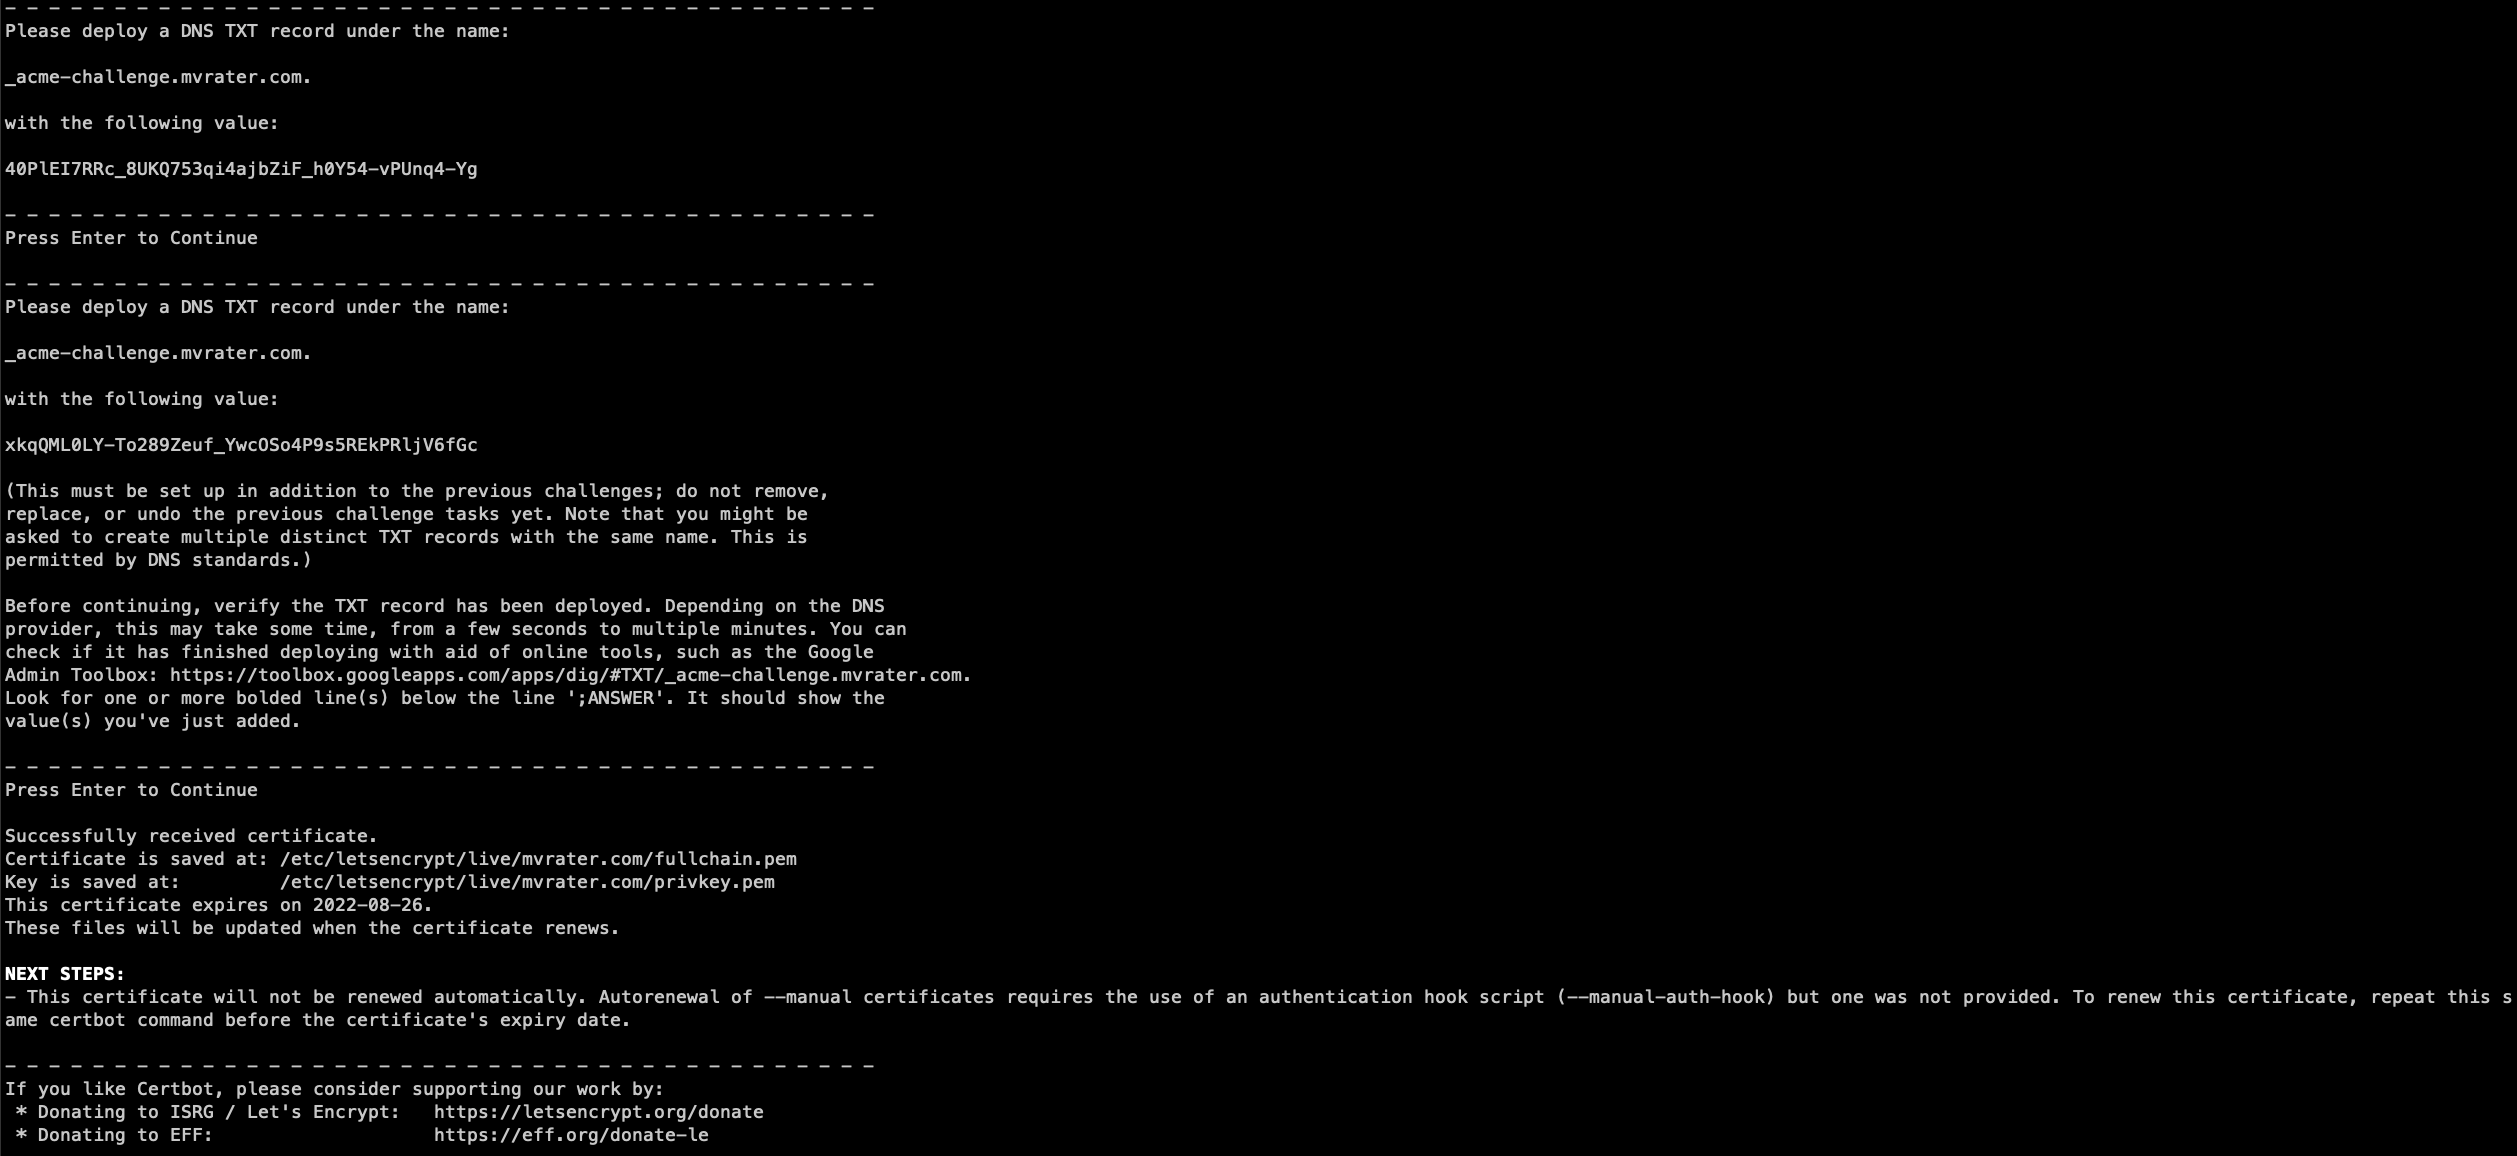 - - - - - - - - - - - - - - - - - - - - - - - - - - - - - - - - - - - - - - - -
Please deploy a DNS TXT record under the name:
_acme-challenge.mvrater.com.
with the following value:
40PlEI7RRc_8UKQ753qi4ajbZiF_h0Y54-vPUnq4-Yg
- - - - - - - - - - - - - - - - - - - - - - - - - - - - - - - - - - - - - - - -
Press Enter to Continue
- - - - - - - - - - - - - - - - - - - - - - - - - - - - - - - - - - - - - - - -
Please deploy a DNS TXT record under the name:
_acme-challenge.mvrater.com.
with the following value:
xkqQML0LY-To289Zeuf_YwcOSo4P9s5REkPRljV6fGc
(This must be set up in addition to the previous challenges; do not remove,
replace, or undo the previous challenge tasks yet. Note that you might be
asked to create multiple distinct TXT records with the same name. This is
permitted by DNS standards.)
Before continuing, verify the TXT record has been deployed. Depending on the DNS
provider, this may take some time, from a few seconds to multiple minutes. You can
check if it has finished deploying with aid of online tools, such as the Google
Admin Toolbox: https://toolbox.googleapps.com/apps/dig/#TXT/_acme-challenge.mvrater.com.
Look for one or more bolded line(s) below the line ';ANSWER'. It should show the
value(s) you've just added.
- - - - - - - - - - - - - - - - - - - - - - - - - - - - - - - - - - - - - - - -
Press Enter to Continue
Successfully received certificate.
Certificate is saved at: /etc/letsencrypt/live/mvrater.com/fullchain.pem
Key is saved at:         /etc/letsencrypt/live/mvrater.com/privkey.pem
This certificate expires on 2022-08-26.
These files will be updated when the certificate renews.
NEXT STEPS:
- This certificate will not be renewed automatically. Autorenewal of --manual certificates requires the use of an authentication hook script (--manual-auth-hook) but one was not provided. To renew this certificate, repeat this s
ame certbot command before the certificate's expiry date.
- - - - - - - - - - - - - - - - - - - - - - - - - - - - - - - - - - - - - - - -
If you like Certbot, please consider supporting our work by:
 * Donating to ISRG / Let's Encrypt:   https://letsencrypt.org/donate
 * Donating to EFF:                    https://eff.org/donate-le